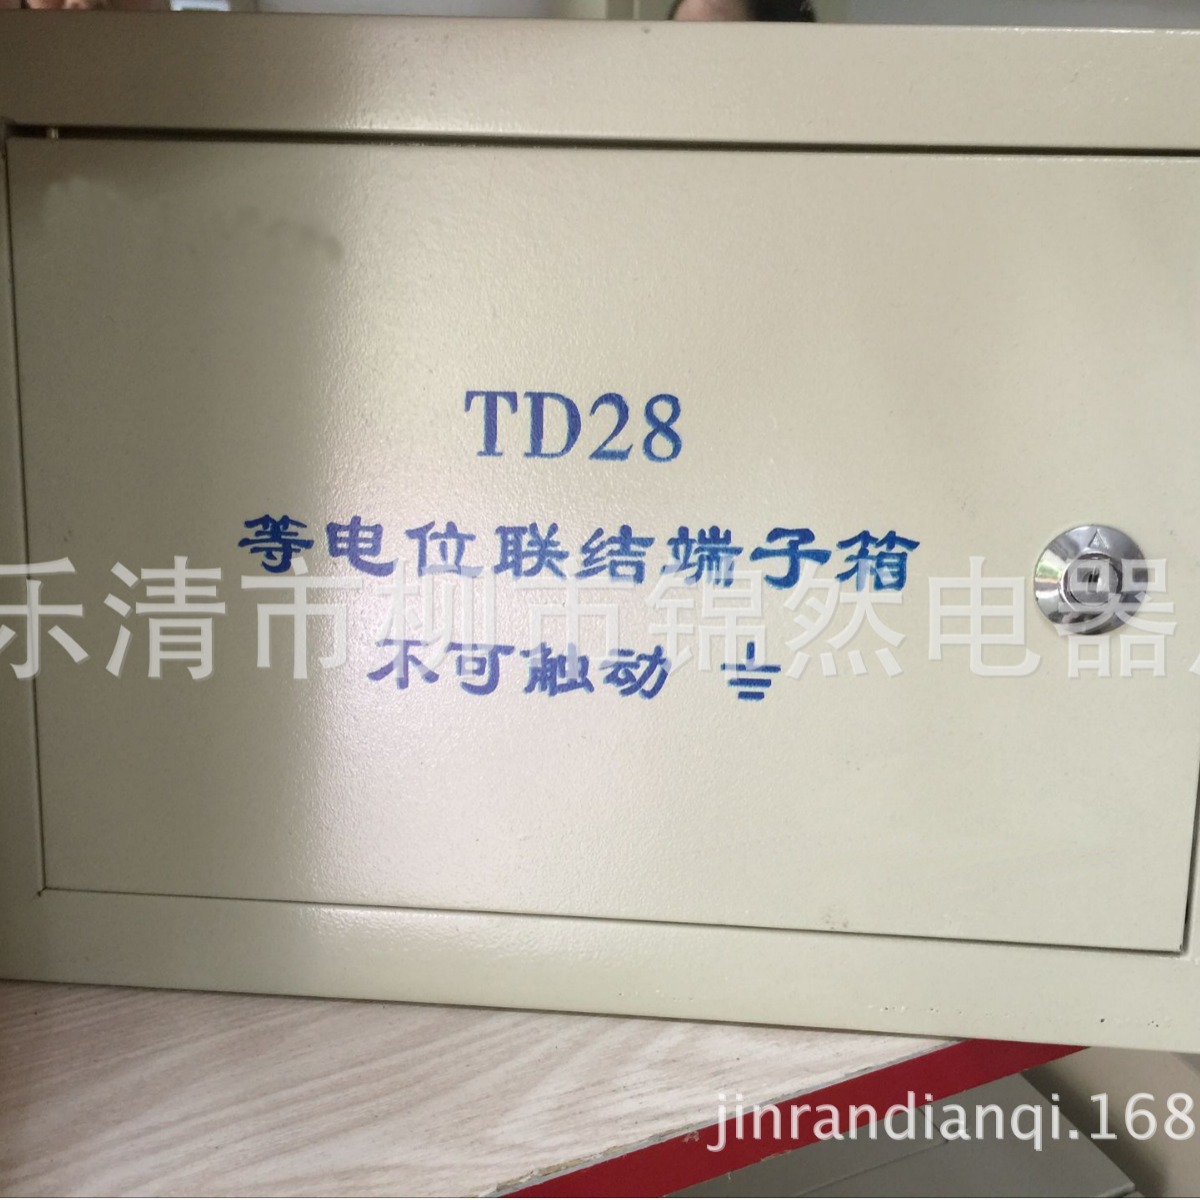 TD28
等电位联结端子箱
乐清市柳市锦然电器
不可触动
jinrandianqi.168